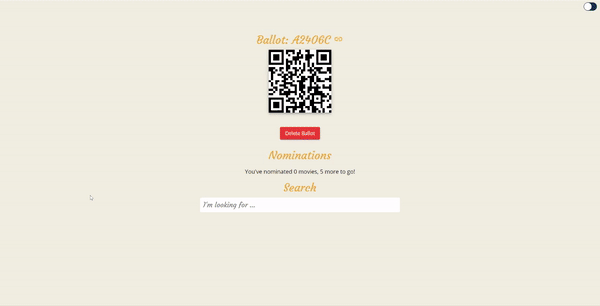 Ballot: A2406C ∞
Delete Ballot
Nominations
You've nominated 0 movies, 5 more to go!
Search
I'm looking for ...